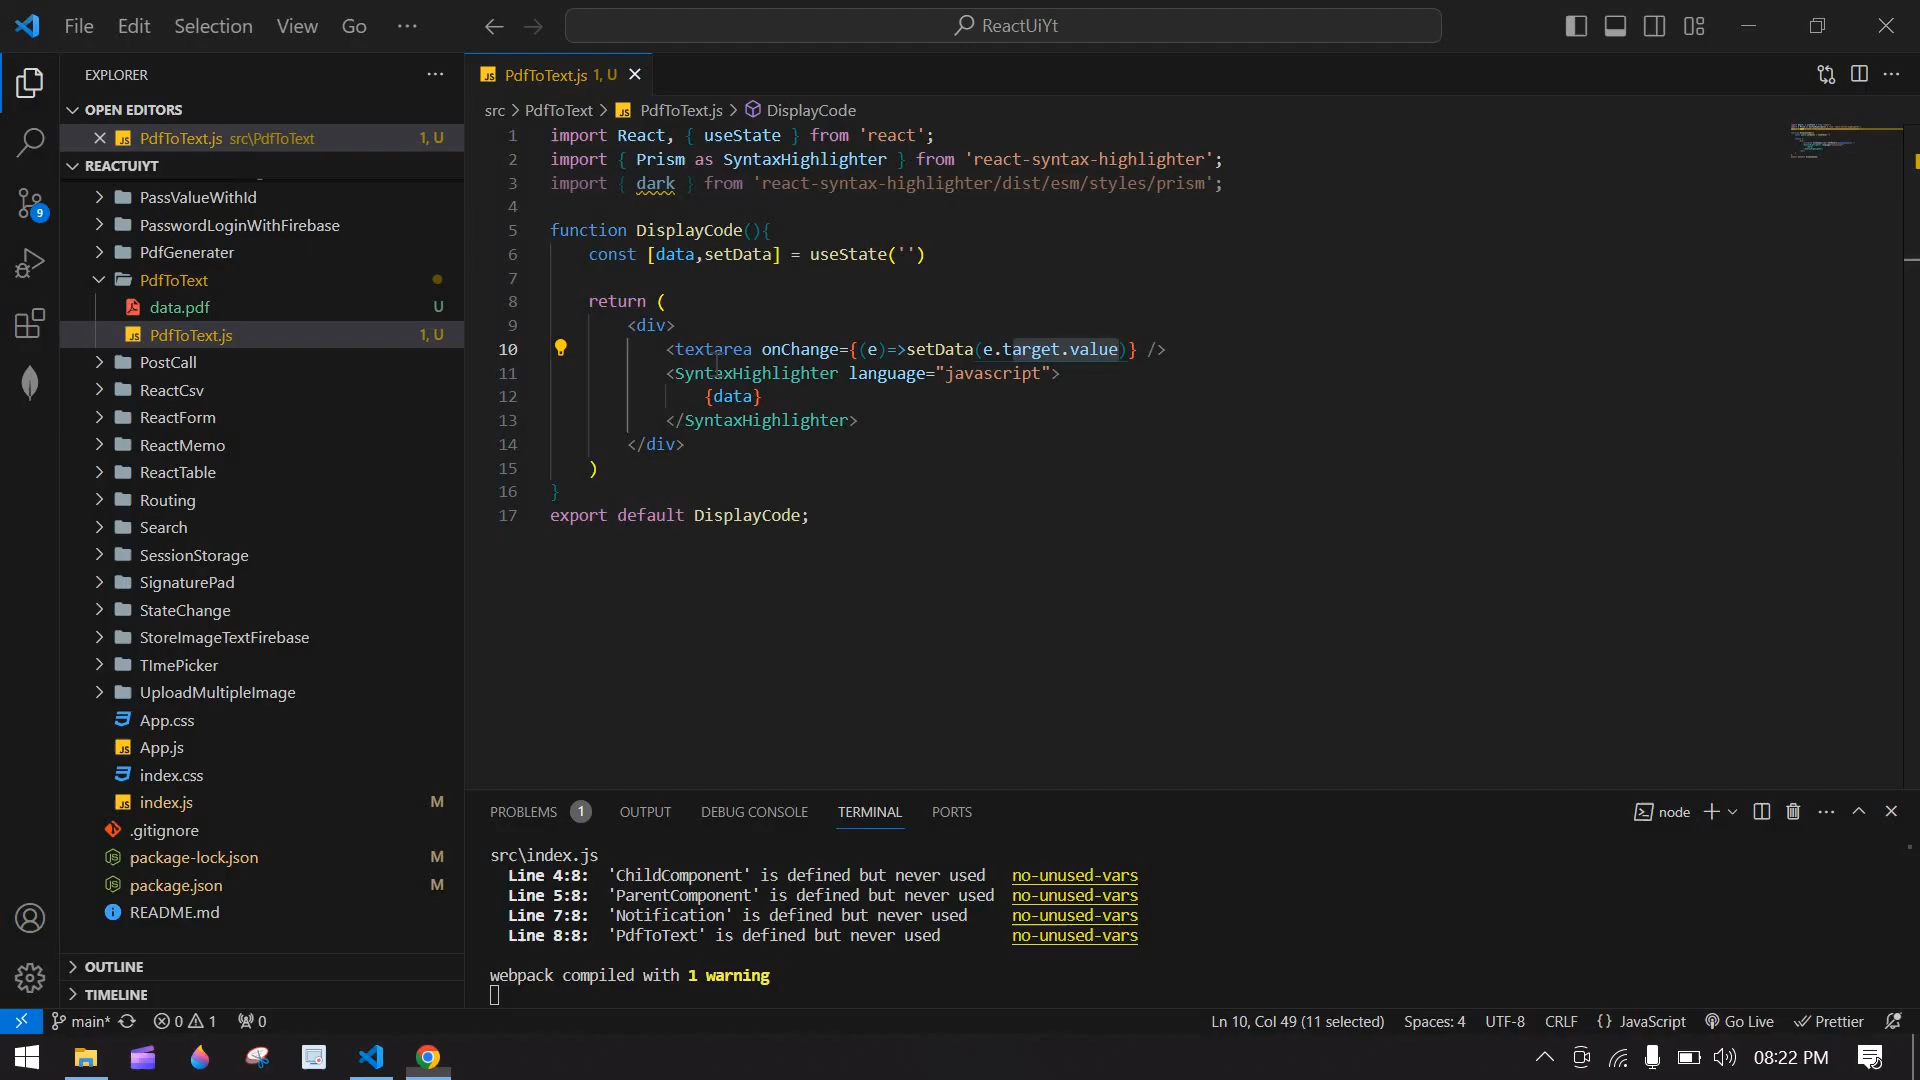 File Edit Selection View Go ··· ReactUiYt
EXPLORER ···
OPEN EDITORS
PdfToText.js src\PdfToText 1, U
REACTUIYT
PassValueWithId
PasswordLoginWithFirebase
PdfGenerater
PdfToText
data.pdf U
PdfToText.js 1, U
PostCall
ReactCsv
ReactForm
ReactMemo
ReactTable
Routing
Search
SessionStorage
SignaturePad
StateChange
StoreImageTextFirebase
TImePicker
UploadMultipleImage
App.css
App.js
index.css
index.js M
.gitignore
package-lock.json M
package.json M
README.md
OUTLINE
TIMELINE
9
JS PdfToText.js 1, U
src > PdfToText > JS PdfToText.js > DisplayCode
1 import React, { useState } from 'react';
2 import { Prism as SyntaxHighlighter } from 'react-syntax-highlighter';
3 import { dark } from 'react-syntax-highlighter/dist/esm/styles/prism';
4
5 function DisplayCode(){
6 const [data,setData] = useState('')
7
8 return (
9 <div>
10 <textarea onChange={(e)=>setData(e.target.value)} />
11 <SyntaxHighlighter language="javascript">
12 {data}
13 </SyntaxHighlighter>
14 </div>
15 )
16 }
17 export default DisplayCode;
PROBLEMS 1 OUTPUT DEBUG CONSOLE TERMINAL PORTS node
src\index.js
Line 4:8: 'ChildComponent' is defined but never used no-unused-vars
Line 5:8: 'ParentComponent' is defined but never used no-unused-vars
Line 7:8: 'Notification' is defined but never used no-unused-vars
Line 8:8: 'PdfToText' is defined but never used no-unused-vars
webpack compiled with 1 warning
main* 0 1 0 Ln 10, Col 49 (11 selected) Spaces: 4 UTF-8 CRLF {} JavaScript Go Live Prettier
08:22 PM